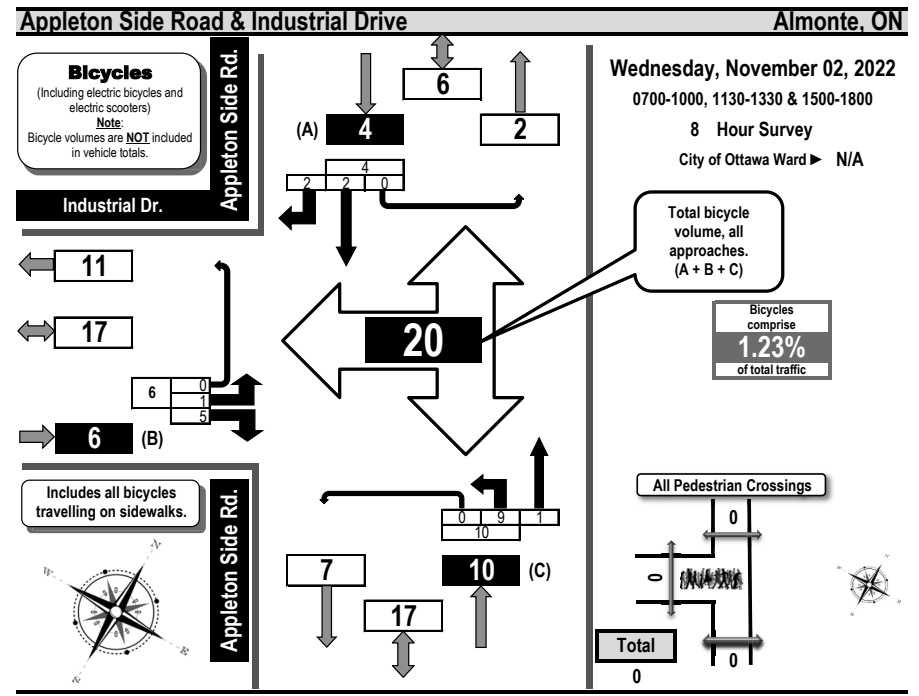 Appleton Side Road & Industrial Drive
Almonte, ON
Bicycles
(Including electric bicycles and
electric scooters)
Note:
Bicycle volumes are NOT included
in vehicle totals.
Appleton Side Rd.
Industrial Dr.
(A)
4
6
2
4
2 2 0
Wednesday, November 02, 2022
0700-1000, 1130-1330 & 1500-1800
8 Hour Survey
City of Ottawa Ward ► N/A
Total bicycle
volume, all
approaches.
(A + B + C)
11
17
20
Bicycles
comprise
1.23%
of total traffic
6
0
1
5
6 (B)
Includes all bicycles
travelling on sidewalks.
Appleton Side Rd.
N
W
E
S
0 9 1
10
7
10 (C)
17
All Pedestrian Crossings
0
0
0
Total
0